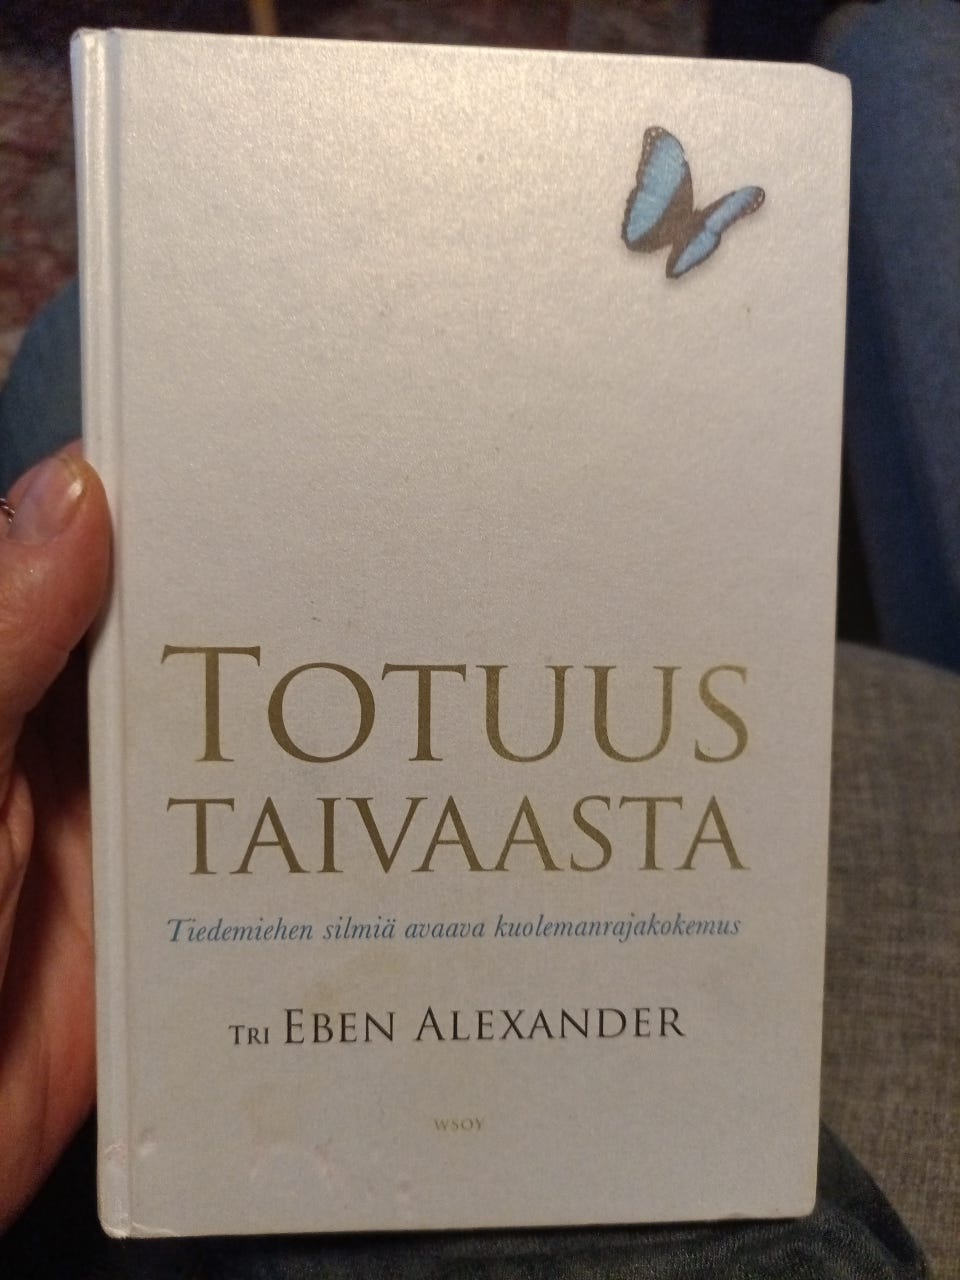 TOTUUS
TAIVAASTA
Tiedemiehen silmiä avaava kuolemanrajakokemus
TRI EBEN ALEXANDER
WSOY